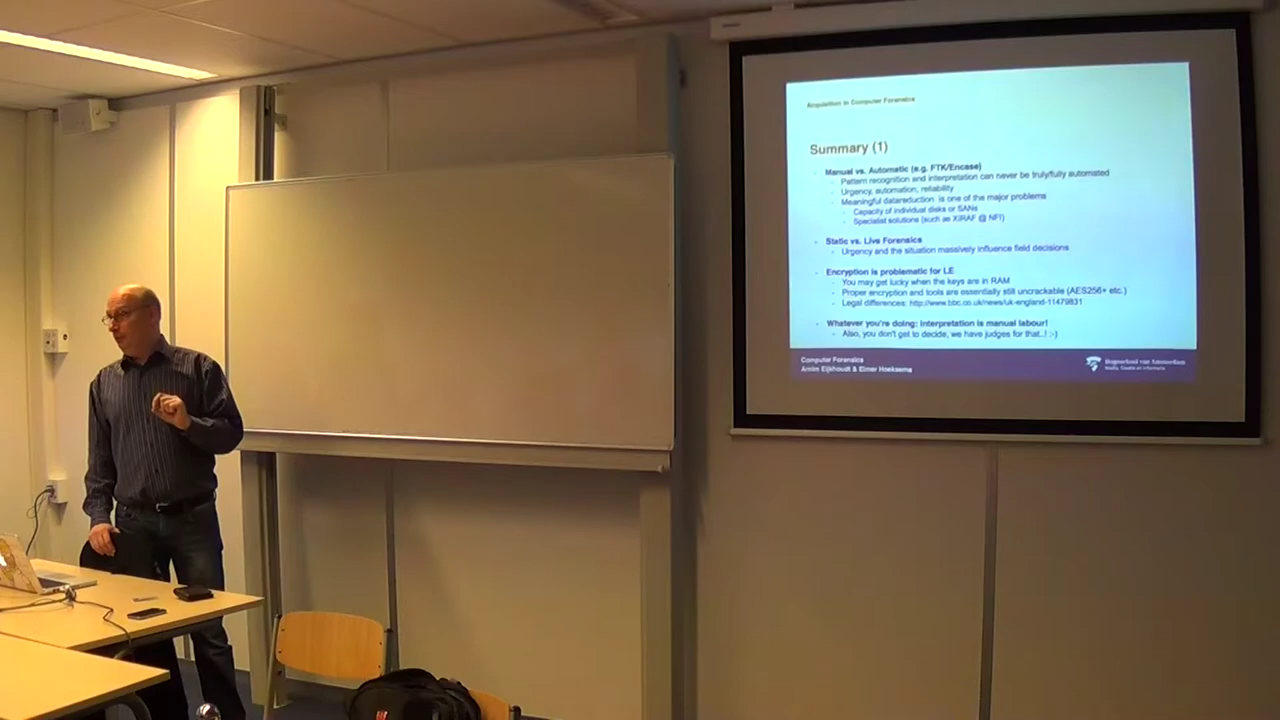 Acquisition in Computer Forensics
Summary (1)
Manual vs. Automatic (e.g. FTK/Encase)
Pattern recognition and interpretation can never be truly/fully automated
Urgency, automation, reliability
Meaningful datareduction is one of the major problems
Capacity of individual disks or SANs
Specialist solutions (such as XIRAF @ NFI)
Static vs. Live Forensics
Urgency and the situation massively influence field decisions
Encryption is problematic for LE
You may get lucky when the keys are in RAM
Proper encryption and tools are essentially still uncrackable (AES256+ etc.)
Legal differences: http://www.bbc.co.uk/news/uk-england-11479831
Whatever you're doing: Interpretation is manual labour!
Also, you don't get to decide, we have judges for that..! :-)
Computer Forensics
Arnim Eijkhoudt & Elmer Hoeksema
Hogeschool van Amsterdam
Media, Creatie en Informatie